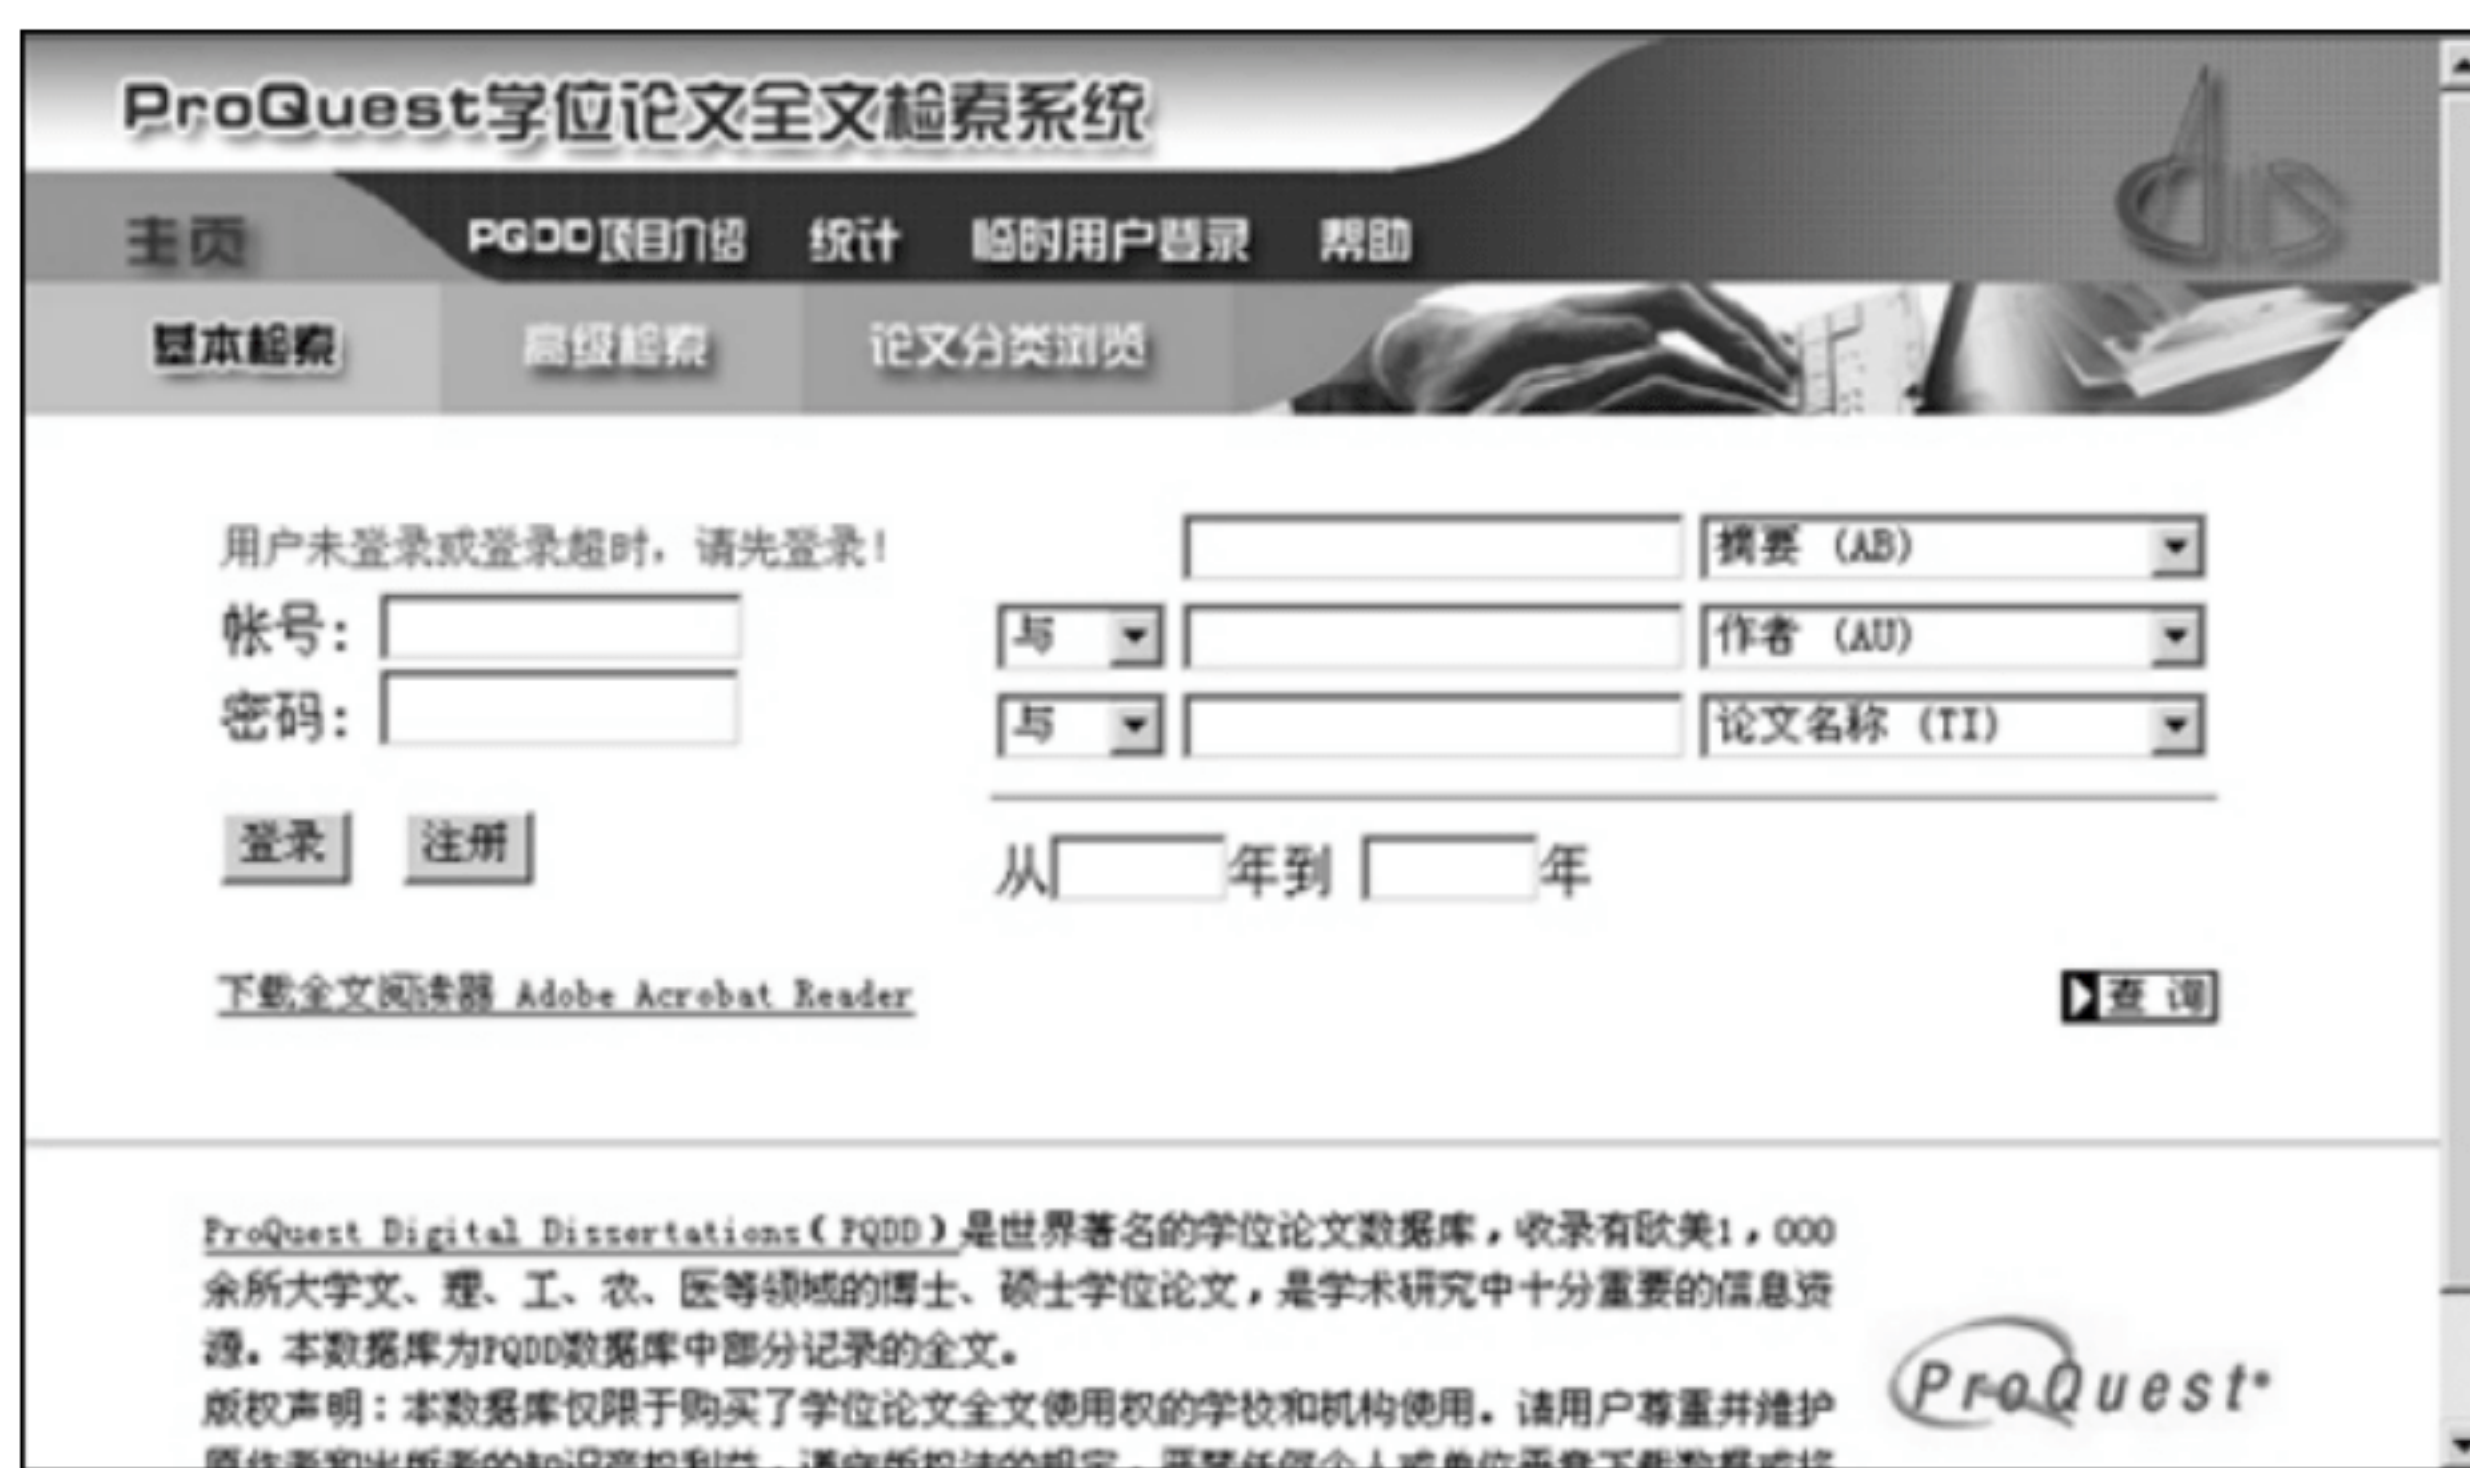 ProQuest学位论文全文检索系统
主页 PGDD项目介绍 统计 临时用户登录 帮助
基本检索 高级检索 论文分类浏览
用户未登录或登录超时，请先登录！
帐号：
密码：
登录 注册
下载全文阅读器 Adobe Acrobat Reader
摘要 (AB)
与 作者 (AU)
与 论文名称 (TI)
从 年到 年
查 询
ProQuest Digital Dissertations(PQDD)是世界著名的学位论文数据库，收录有欧美1，000
余所大学文、理、工、农、医等领域的博士、硕士学位论文，是学术研究中十分重要的信息资
源。本数据库为PQDD数据库中部分记录的全文。
版权声明：本数据库仅限于购买了学位论文全文使用权的学校和机构使用。请用户尊重并维护
ProQuest